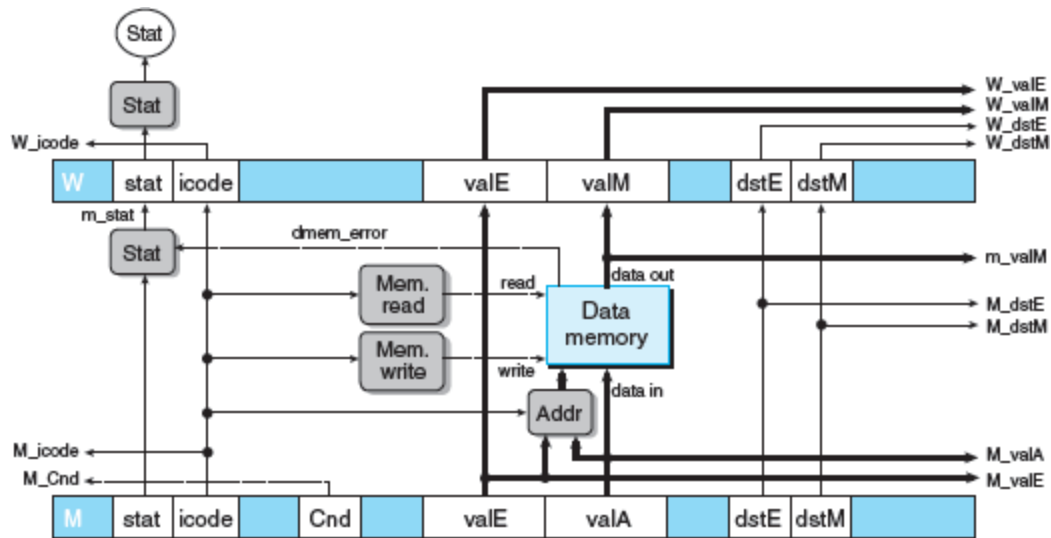 Stat
Stat
W_valE
W_valM
W_dstE
W_icode
W_dstM
W stat icode valE valM dstE dstM
m_stat
dmem_error
Stat
data out
m_valM
Mem. read
read
Data memory
M_dstE
M_dstM
Mem. write
write
data in
Addr
M_icode
M_valA
M_Cnd
M_valE
M stat icode Cnd valE valA dstE dstM